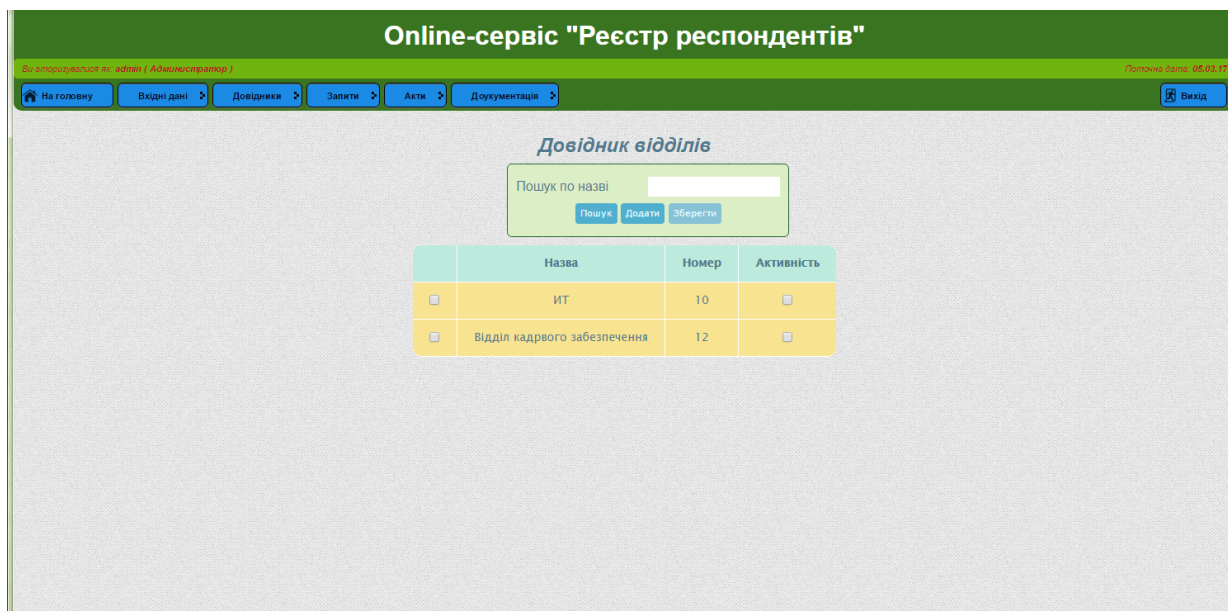 Online-сервіс "Реєстр респондентів"
Ви авторизувалися як: admin ( Администратор ) Поточна дата: 05.03.17
На головну Вхідні дані Довідники Запити Акти Доукументація Вихід
Довідник відділів
Пошук по назві
Пошук Додати Зберегти
Назва Номер Активність
ИТ 10
Відділ кадрвого забезпечення 12